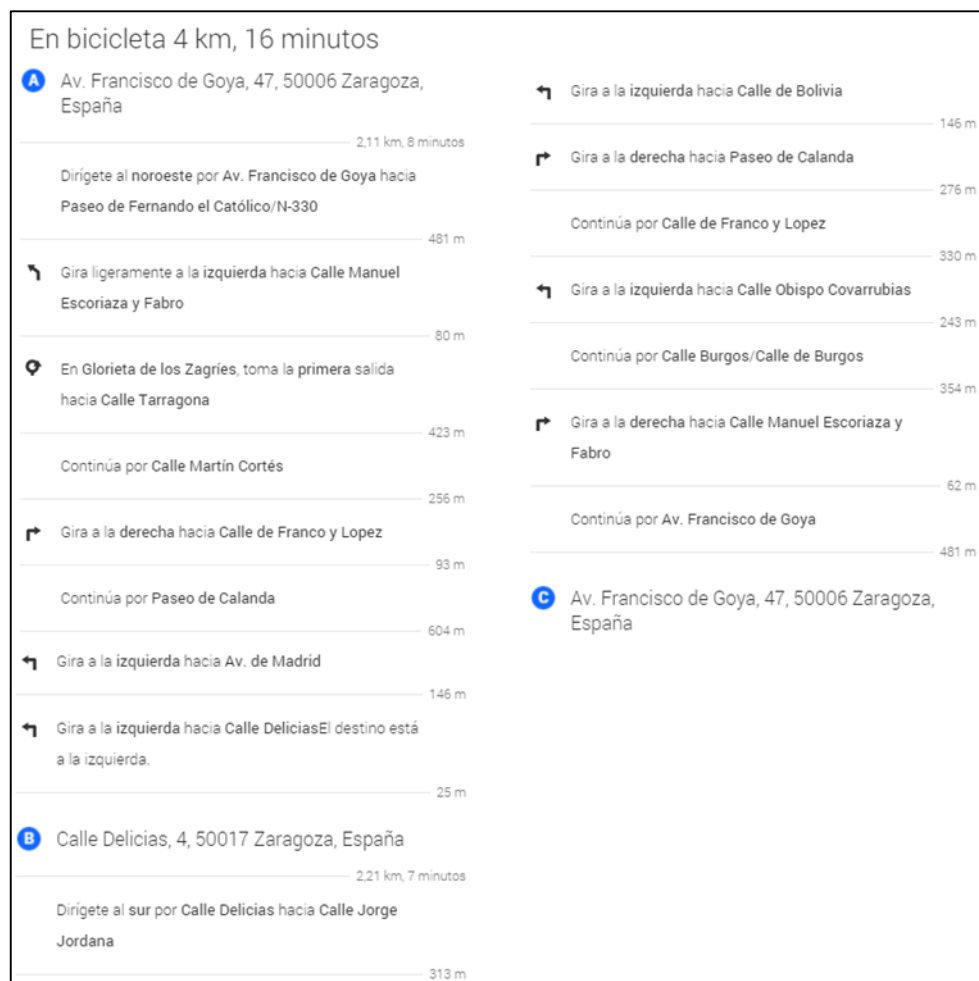 En bicicleta 4 km, 16 minutos
A
Av. Francisco de Goya, 47, 50006 Zaragoza,
España
2,11 km, 8 minutos
Dirígete al noroeste por Av. Francisco de Goya hacia
Paseo de Fernando el Católico/N-330
481 m
Gira ligeramente a la izquierda hacia Calle Manuel
Escoriaza y Fabro
80 m
En Glorieta de los Zagríes, toma la primera salida
hacia Calle Tarragona
423 m
Continúa por Calle Martín Cortés
256 m
Gira a la derecha hacia Calle de Franco y Lopez
93 m
Continúa por Paseo de Calanda
604 m
Gira a la izquierda hacia Av. de Madrid
146 m
Gira a la izquierda hacia Calle DeliciasEl destino está
a la izquierda.
25 m
B
Calle Delicias, 4, 50017 Zaragoza, España
2,21 km, 7 minutos
Dirígete al sur por Calle Delicias hacia Calle Jorge
Jordana
313 m
Gira a la izquierda hacia Calle de Bolivia
146 m
Gira a la derecha hacia Paseo de Calanda
276 m
Continúa por Calle de Franco y Lopez
330 m
Gira a la izquierda hacia Calle Obispo Covarrubias
243 m
Continúa por Calle Burgos/Calle de Burgos
354 m
Gira a la derecha hacia Calle Manuel Escoriaza y
Fabro
62 m
Continúa por Av. Francisco de Goya
481 m
C
Av. Francisco de Goya, 47, 50006 Zaragoza,
España